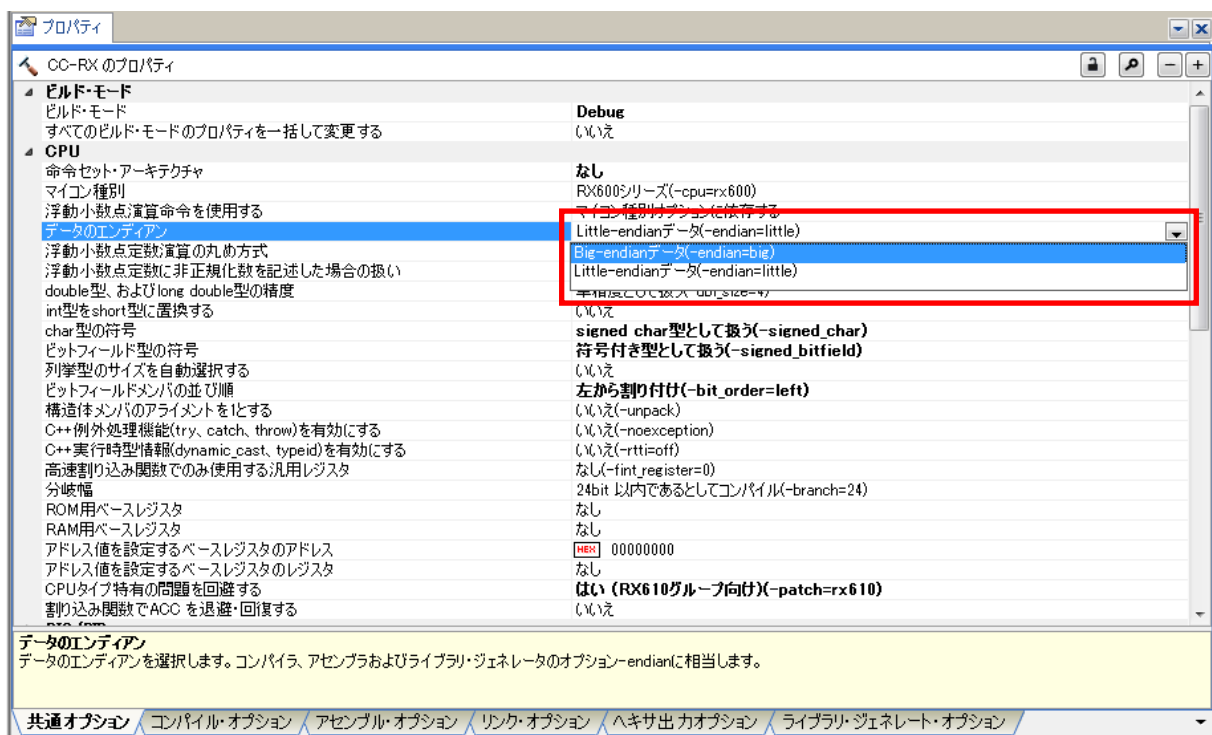 プロパティ
CC-RX のプロパティ
ビルド・モード
ビルド・モード Debug
すべてのビルド・モードのプロパティを一括して変更する いいえ
CPU
命令セット・アーキテクチャ なし
マイコン種別 RX600シリーズ(-cpu=rx600)
浮動小数点演算命令を使用する マイコン種別オプションに依存する
データのエンディアン Little-endianデータ(-endian=little)
浮動小数点定数演算の丸め方式 Big-endianデータ(-endian=big)
浮動小数点定数に非正規化数を記述した場合の扱い Little-endianデータ(-endian=little)
double型、およびlong double型の精度 単精度として扱う(-dbl_size=4)
int型をshort型に置換する いいえ
char型の符号 signed char型として扱う(-signed_char)
ビットフィールド型の符号 符号付き型として扱う(-signed_bitfield)
列挙型のサイズを自動選択する いいえ
ビットフィールドメンバの並び順 左から割り付け(-bit_order=left)
構造体メンバのアライメントを1とする いいえ(-unpack)
C++例外処理機能(try、catch、throw)を有効にする いいえ(-noexception)
C++実行時型情報(dynamic_cast、typeid)を有効にする いいえ(-rtti=off)
高速割り込み関数でのみ使用する汎用レジスタ なし(-fint_register=0)
分岐幅 24bit 以内であるとしてコンパイル(-branch=24)
ROM用ベースレジスタ なし
RAM用ベースレジスタ なし
アドレス値を設定するベースレジスタのアドレス HEX 00000000
アドレス値を設定するベースレジスタのレジスタ なし
CPUタイプ特有の問題を回避する はい (RX610グループ向け)(-patch=rx610)
割り込み関数でACC を退避・回復する いいえ
データのエンディアン
データのエンディアンを選択します。コンパイラ、アセンブラおよびライブラリ・ジェネレータのオプション-endianに相当します。
共通オプション コンパイル・オプション アセンブル・オプション リンク・オプション ヘキサ出力オプション ライブラリ・ジェネレート・オプション